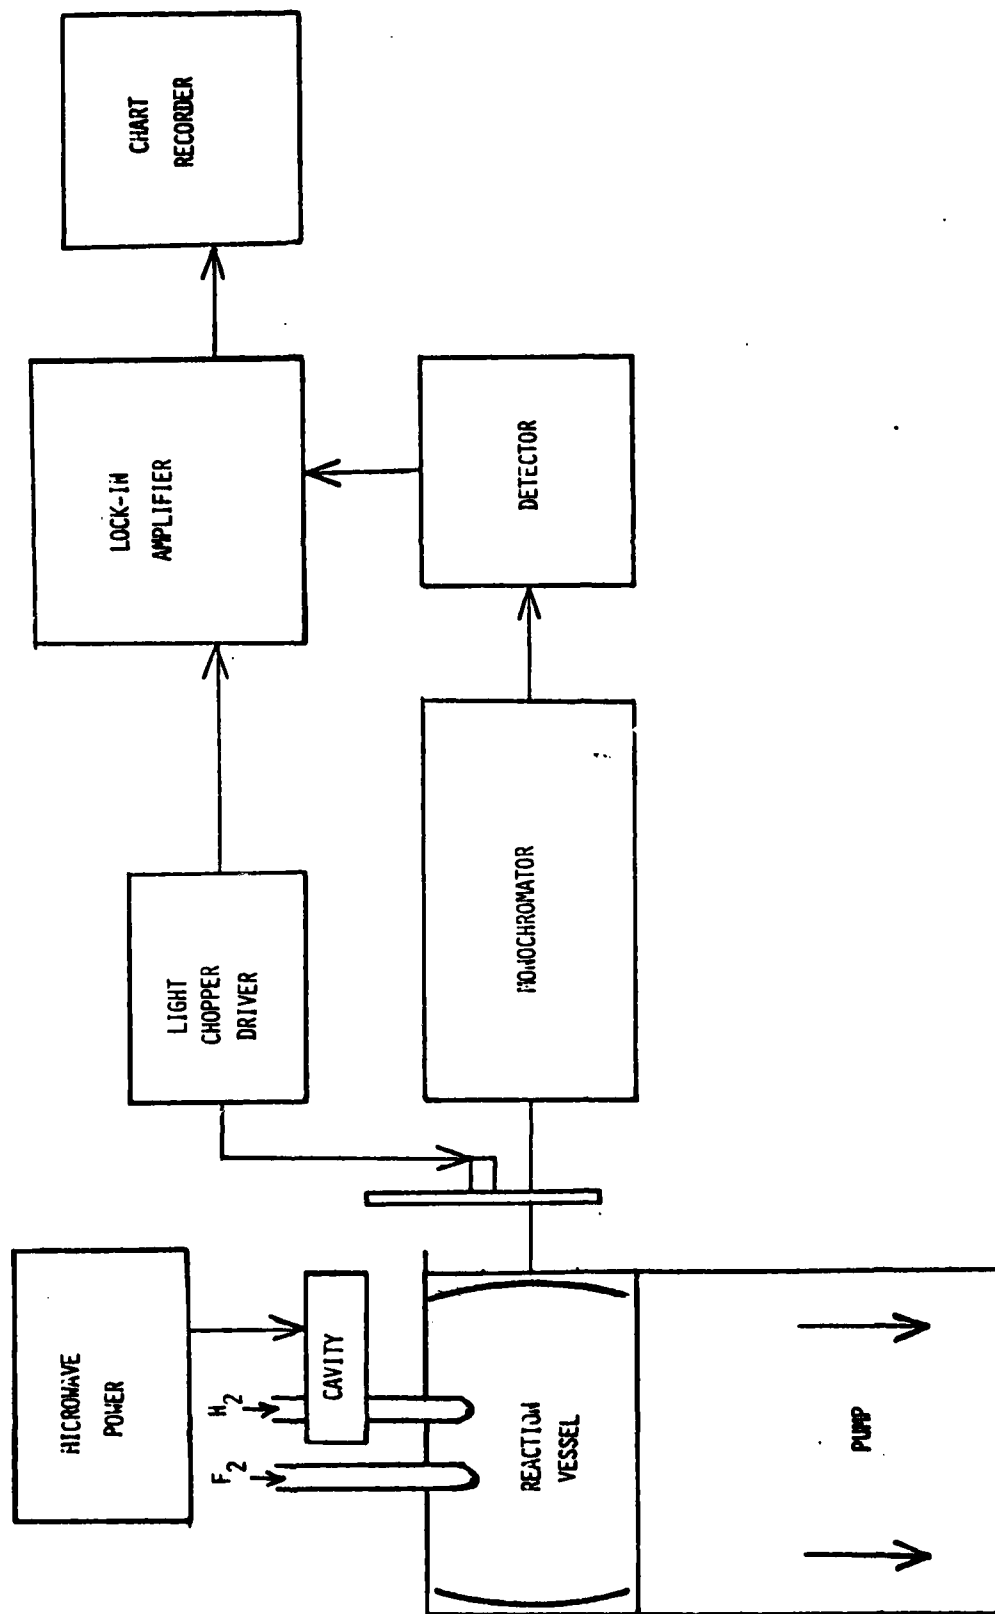 MICROWAVE
POWER
LIGHT
CHOPPER
DRIVER
LOCK-IN
AMPLIFIER
CHART
RECORDER
F2
H2
CAVITY
REACTION
VESSEL
MONOCHROMATOR
DETECTOR
PUMP